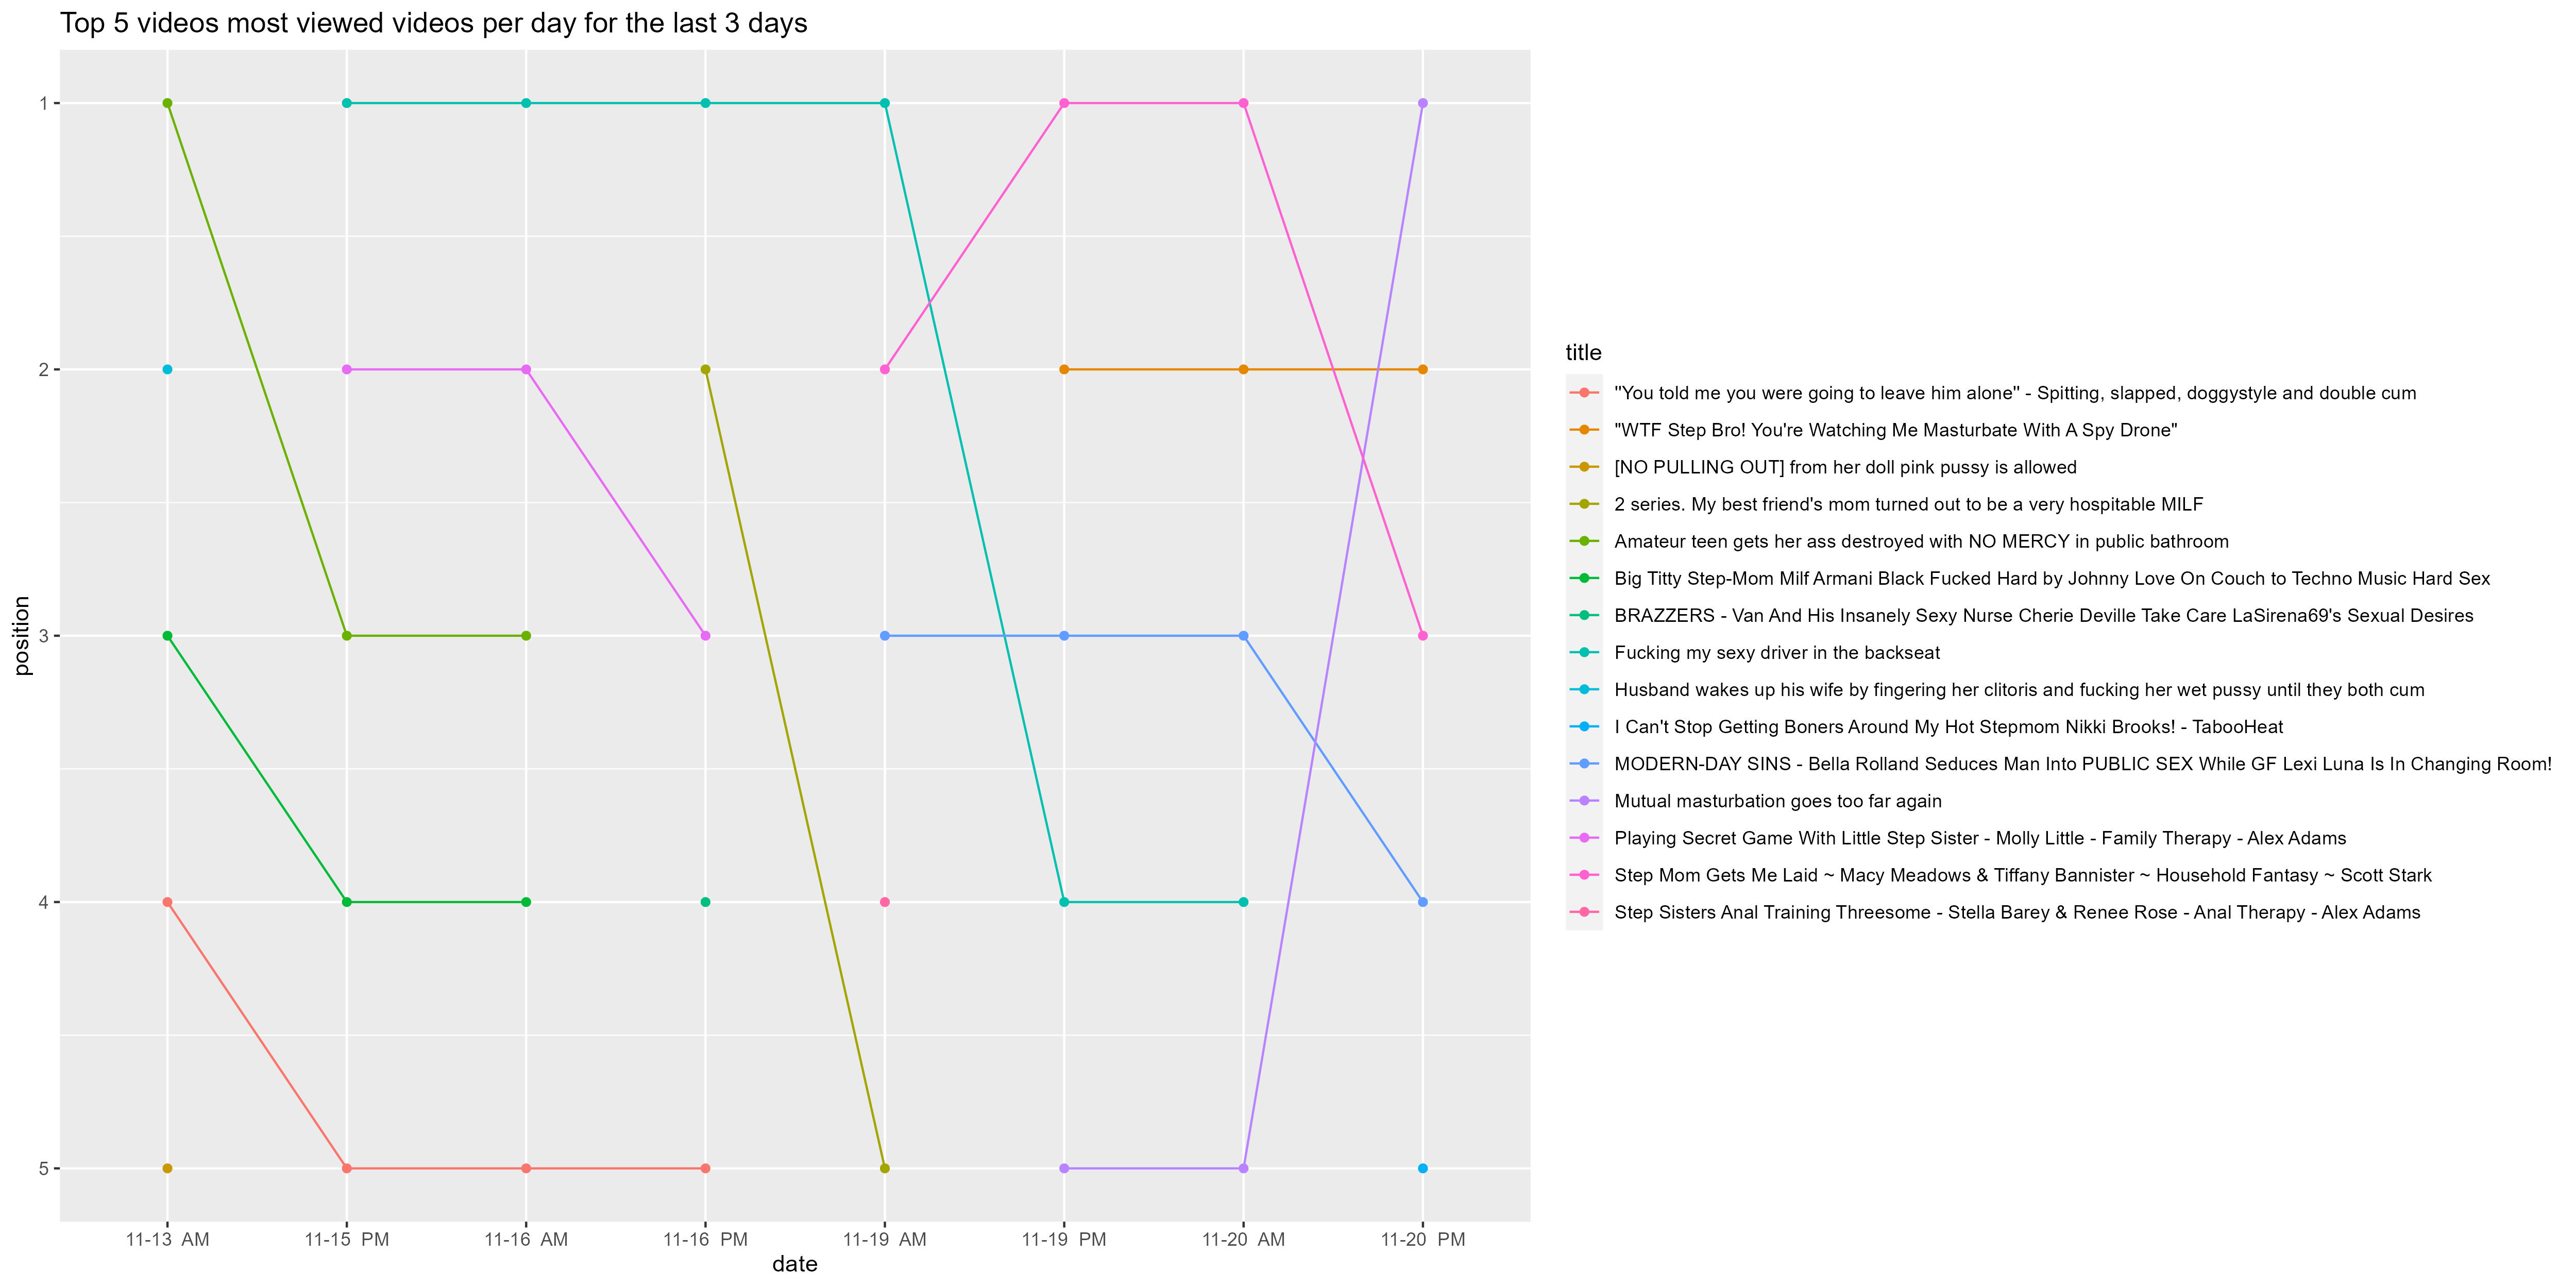 Top 5 videos most viewed videos per day for the last 3 days
position
1
2
3
4
5
11-13 AM
11-15 PM
11-16 AM
11-16 PM
11-19 AM
11-19 PM
11-20 AM
11-20 PM
date
title
"You told me you were going to leave him alone" - Spitting, slapped, doggystyle and double cum
"WTF Step Bro! You're Watching Me Masturbate With A Spy Drone"
[NO PULLING OUT] from her doll pink pussy is allowed
2 series. My best friend's mom turned out to be a very hospitable MILF
Amateur teen gets her ass destroyed with NO MERCY in public bathroom
Big Titty Step-Mom Milf Armani Black Fucked Hard by Johnny Love On Couch to Techno Music Hard Sex
BRAZZERS - Van And His Insanely Sexy Nurse Cherie Deville Take Care LaSirena69's Sexual Desires
Fucking my sexy driver in the backseat
Husband wakes up his wife by fingering her clitoris and fucking her wet pussy until they both cum
I Can't Stop Getting Boners Around My Hot Stepmom Nikki Brooks! - TabooHeat
MODERN-DAY SINS - Bella Rolland Seduces Man Into PUBLIC SEX While GF Lexi Luna Is In Changing Room!
Mutual masturbation goes too far again
Playing Secret Game With Little Step Sister - Molly Little - Family Therapy - Alex Adams
Step Mom Gets Me Laid ~ Macy Meadows & Tiffany Bannister ~ Household Fantasy ~ Scott Stark
Step Sisters Anal Training Threesome - Stella Barey & Renee Rose - Anal Therapy - Alex Adams